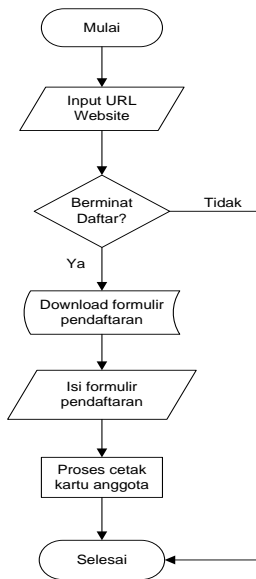 Mulai
Input URL
Website
Berminat
Daftar?
Tidak
Ya
Download formulir
pendaftaran
Isi formulir
pendaftaran
Proses cetak
kartu anggota
Selesai